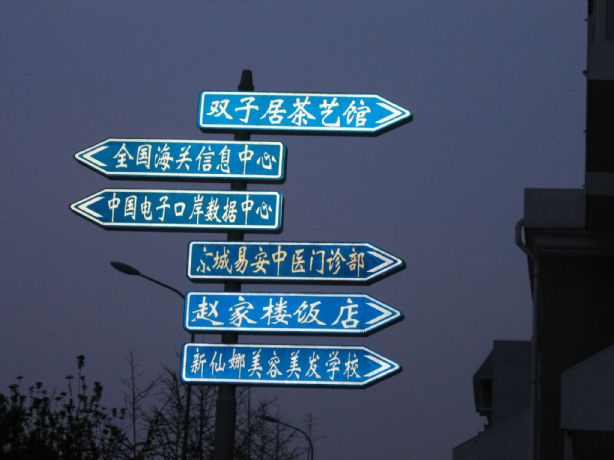 双子居茶艺馆
全国海关信息中心
中国电子口岸数据中心
京城易安中医门诊部
赵家楼饭店
新仙娜美容美发学校